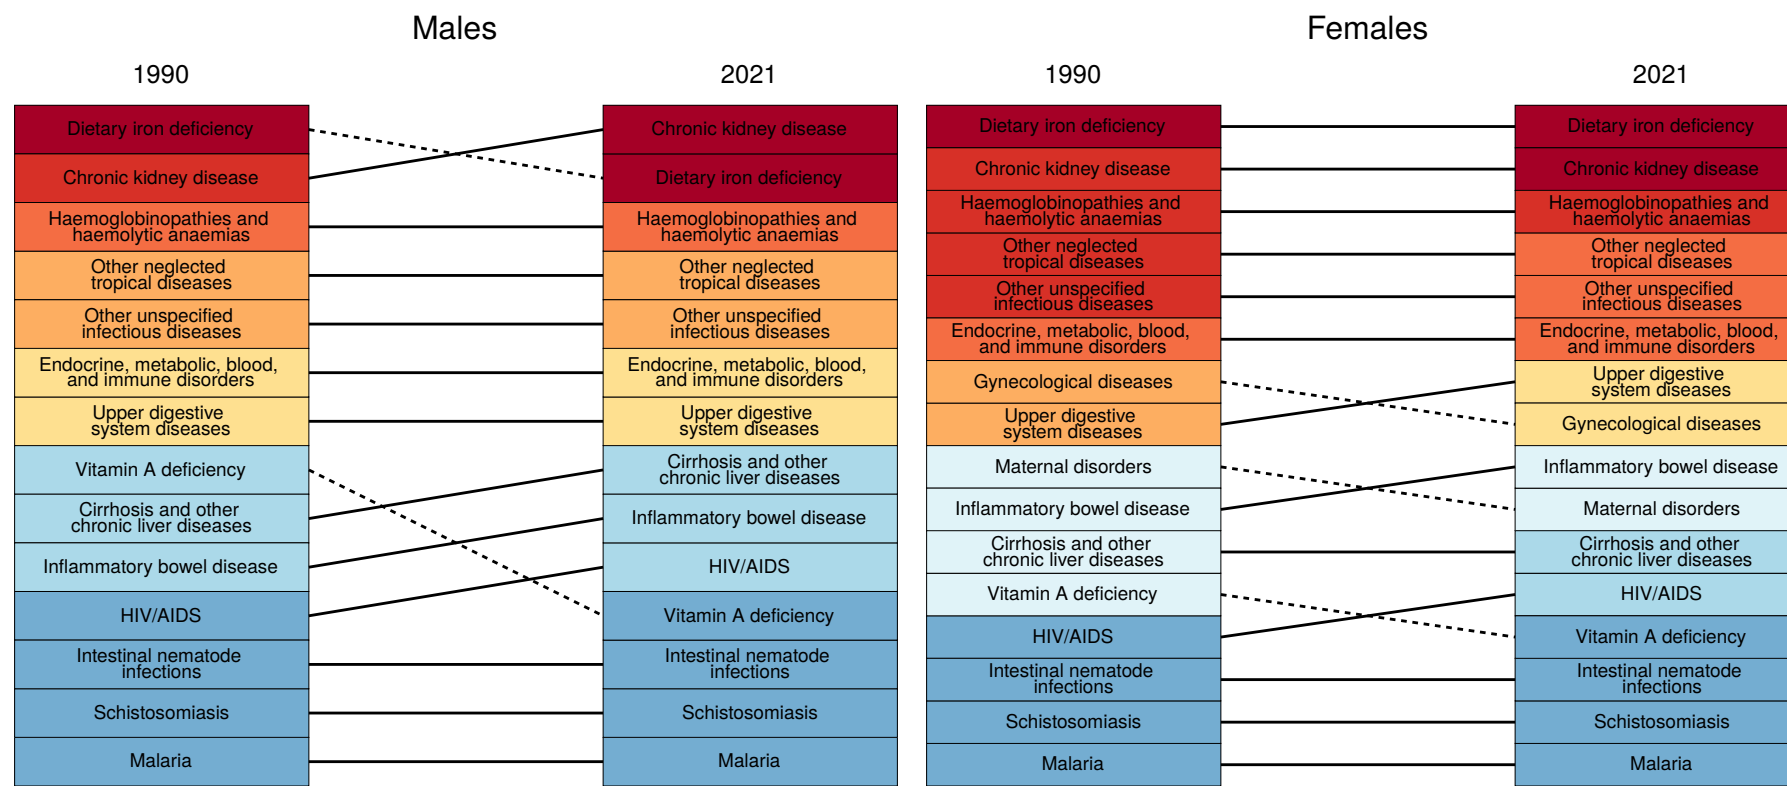 Males
1990
2021
Dietary iron deficiency
Chronic kidney disease
Haemoglobinopathies and
haemolytic anaemias
Other neglected
tropical diseases
Other unspecified
infectious diseases
Endocrine, metabolic, blood,
and immune disorders
Upper digestive
system diseases
Vitamin A deficiency
Cirrhosis and other
chronic liver diseases
Inflammatory bowel disease
HIV/AIDS
Intestinal nematode
infections
Schistosomiasis
Malaria
Chronic kidney disease
Dietary iron deficiency
Haemoglobinopathies and
haemolytic anaemias
Other neglected
tropical diseases
Other unspecified
infectious diseases
Endocrine, metabolic, blood,
and immune disorders
Upper digestive
system diseases
Cirrhosis and other
chronic liver diseases
Inflammatory bowel disease
HIV/AIDS
Vitamin A deficiency
Intestinal nematode
infections
Schistosomiasis
Malaria
Females
1990
2021
Dietary iron deficiency
Chronic kidney disease
Haemoglobinopathies and
haemolytic anaemias
Other neglected
tropical diseases
Other unspecified
infectious diseases
Endocrine, metabolic, blood,
and immune disorders
Gynecological diseases
Upper digestive
system diseases
Maternal disorders
Inflammatory bowel disease
Cirrhosis and other
chronic liver diseases
Vitamin A deficiency
HIV/AIDS
Intestinal nematode
infections
Schistosomiasis
Malaria
Dietary iron deficiency
Chronic kidney disease
Haemoglobinopathies and
haemolytic anaemias
Other neglected
tropical diseases
Other unspecified
infectious diseases
Endocrine, metabolic, blood,
and immune disorders
Upper digestive
system diseases
Gynecological diseases
Inflammatory bowel disease
Maternal disorders
Cirrhosis and other
chronic liver diseases
HIV/AIDS
Vitamin A deficiency
Intestinal nematode
infections
Schistosomiasis
Malaria